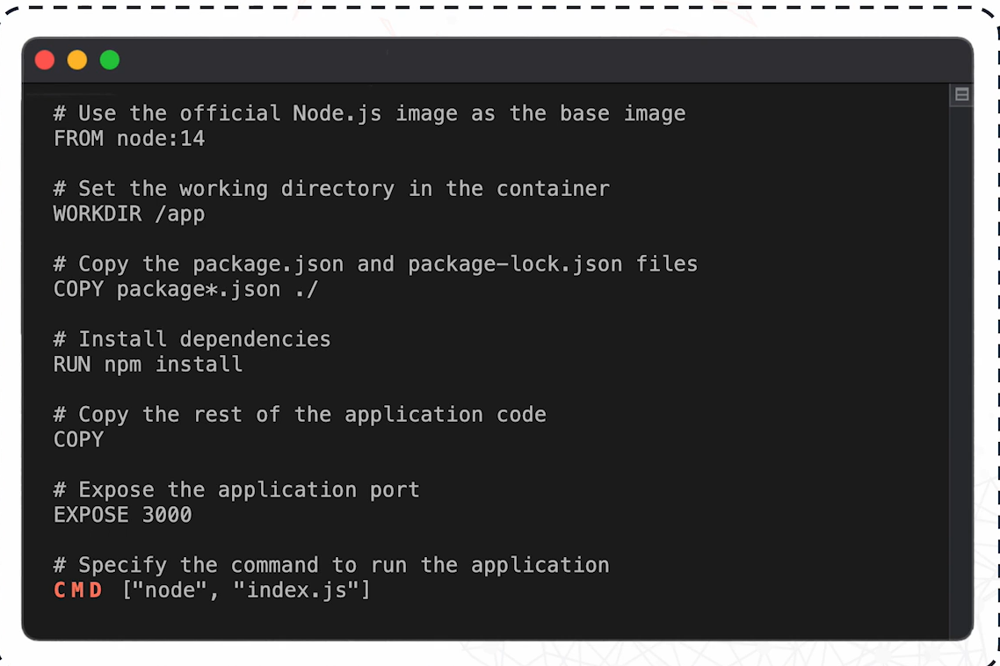 # Use the official Node.js image as the base image
FROM node:14
# Set the working directory in the container
WORKDIR /app
# Copy the package.json and package-lock.json files
COPY package*.json ./
# Install dependencies
RUN npm install
# Copy the rest of the application code
COPY
# Expose the application port
EXPOSE 3000
# Specify the command to run the application
CMD ["node", "index.js"]